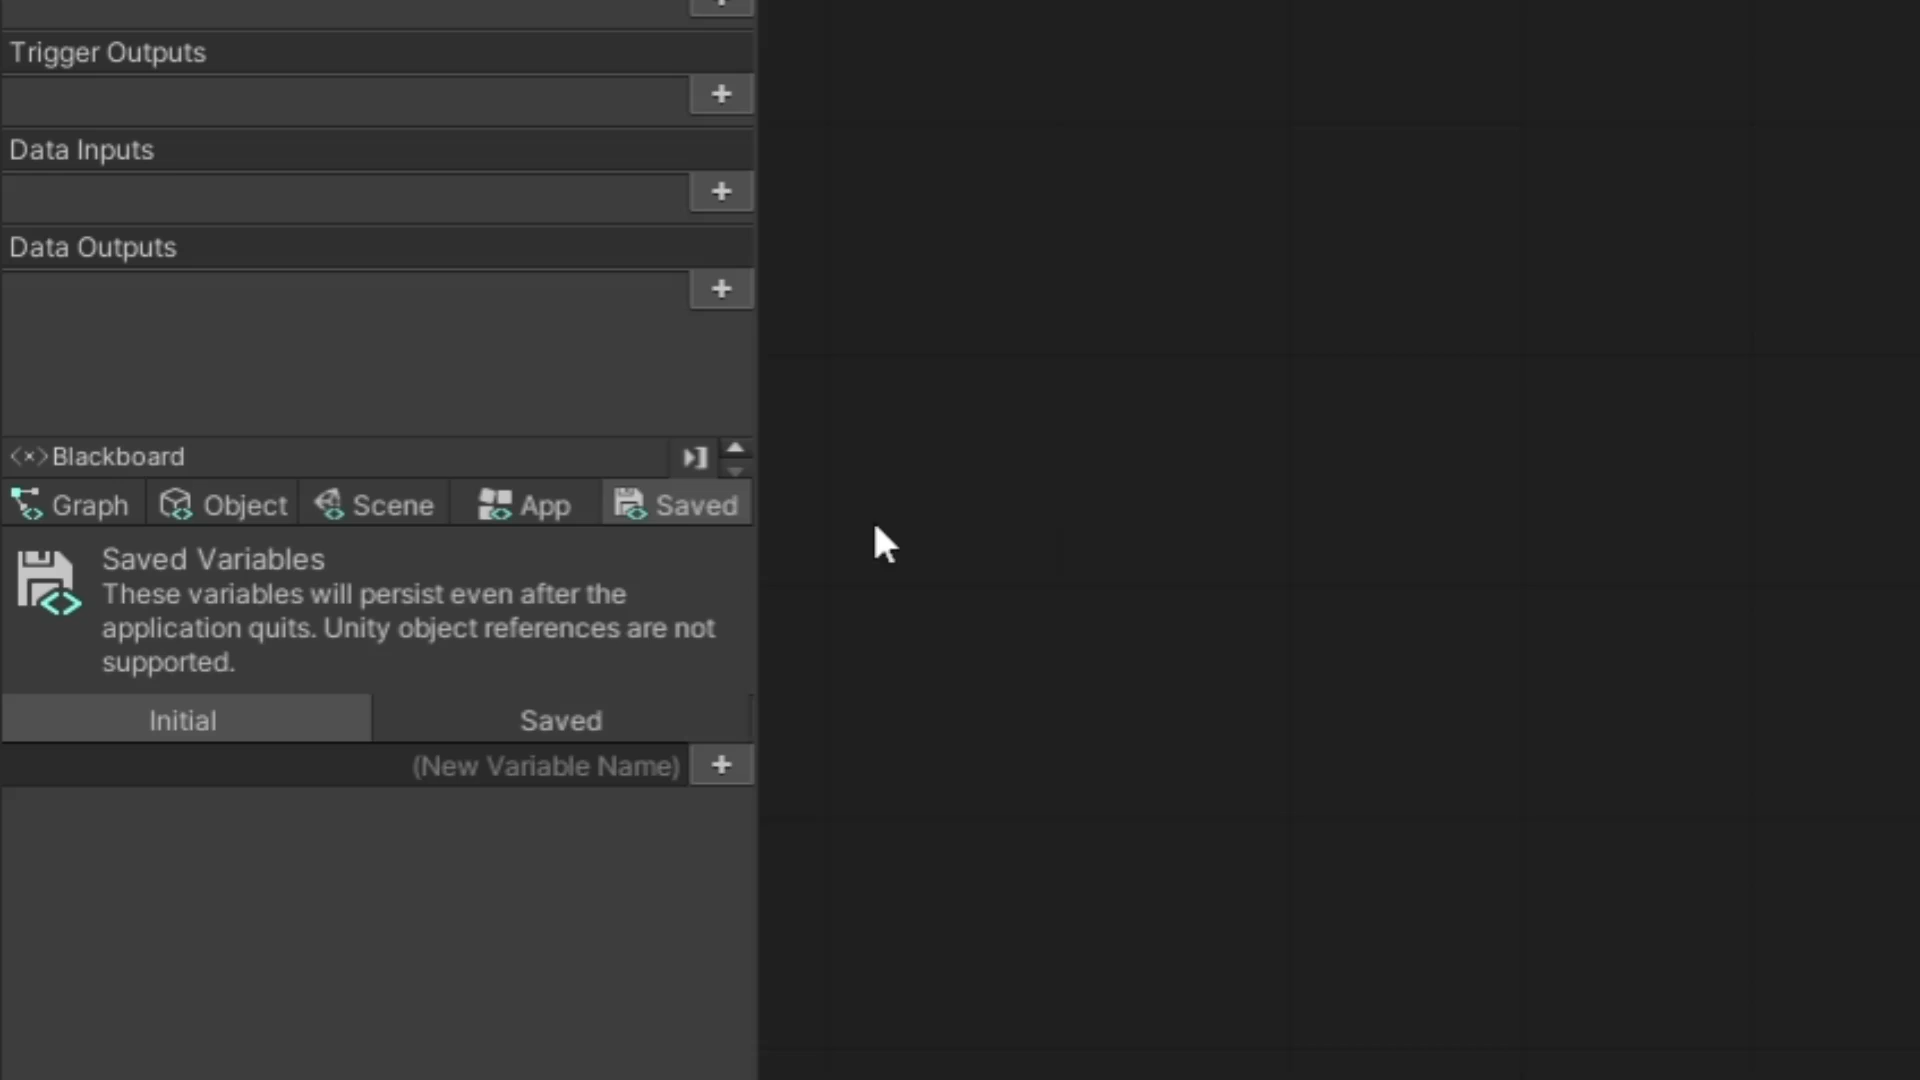 Trigger Outputs
Data Inputs
Data Outputs
Blackboard
Graph Object Scene App Saved
Saved Variables
These variables will persist even after the
application quits. Unity object references are not
supported.
Initial Saved
(New Variable Name)